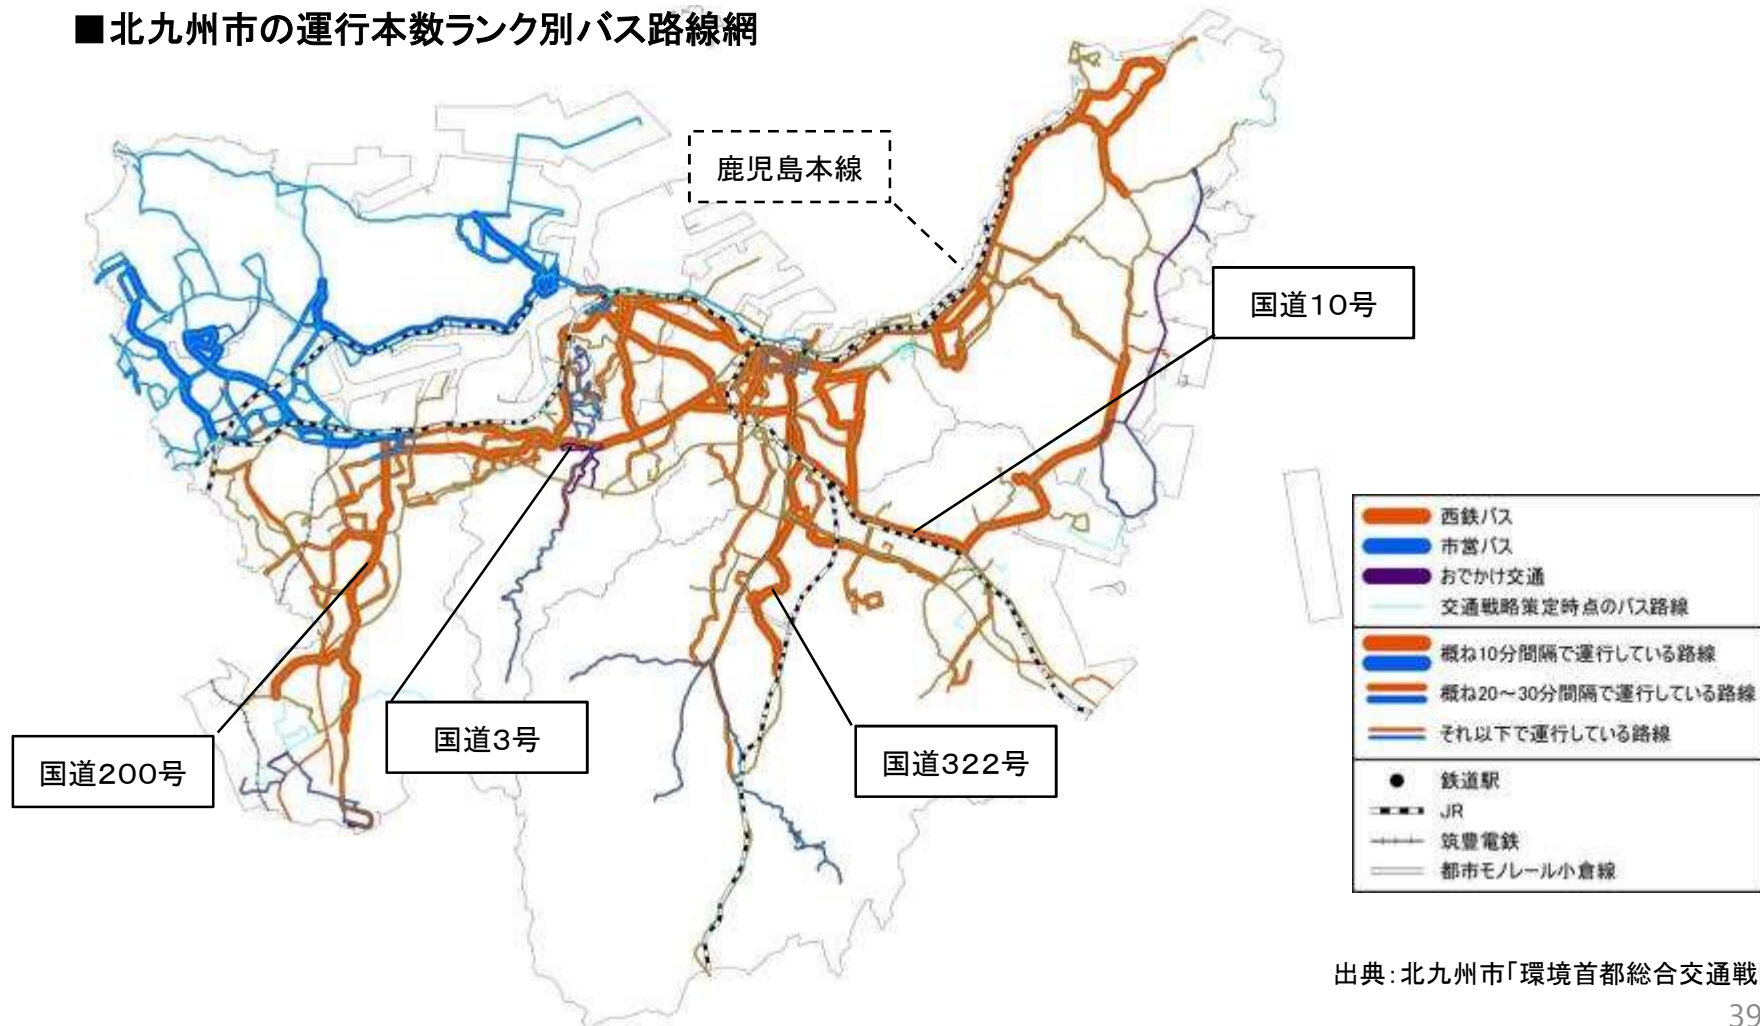 ■北九州市の運行本数ランク別バス路線網
鹿児島本線
国道10号
国道3号
国道200号
国道322号
西鉄バス
市営バス
おでかけ交通
交通戦略策定時点のバス路線
概ね10分間隔で運行している路線
概ね20～30分間隔で運行している路線
それ以下で運行している路線
鉄道駅
JR
筑豊電鉄
都市モノレール小倉線
出典：北九州市「環境首都総合交通戦
39